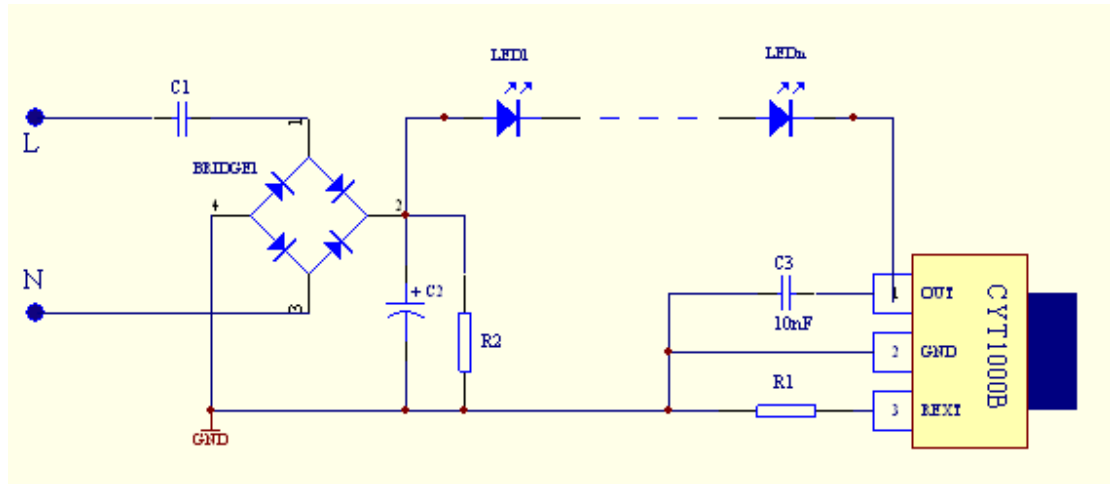 LED1
LEDn
C1
L
1
BRIDGE1
4
2
N
3
+
C2
R2
GND
C3
10nF
R1
1 OUT
2 GND
3 REXT
CYT1000B